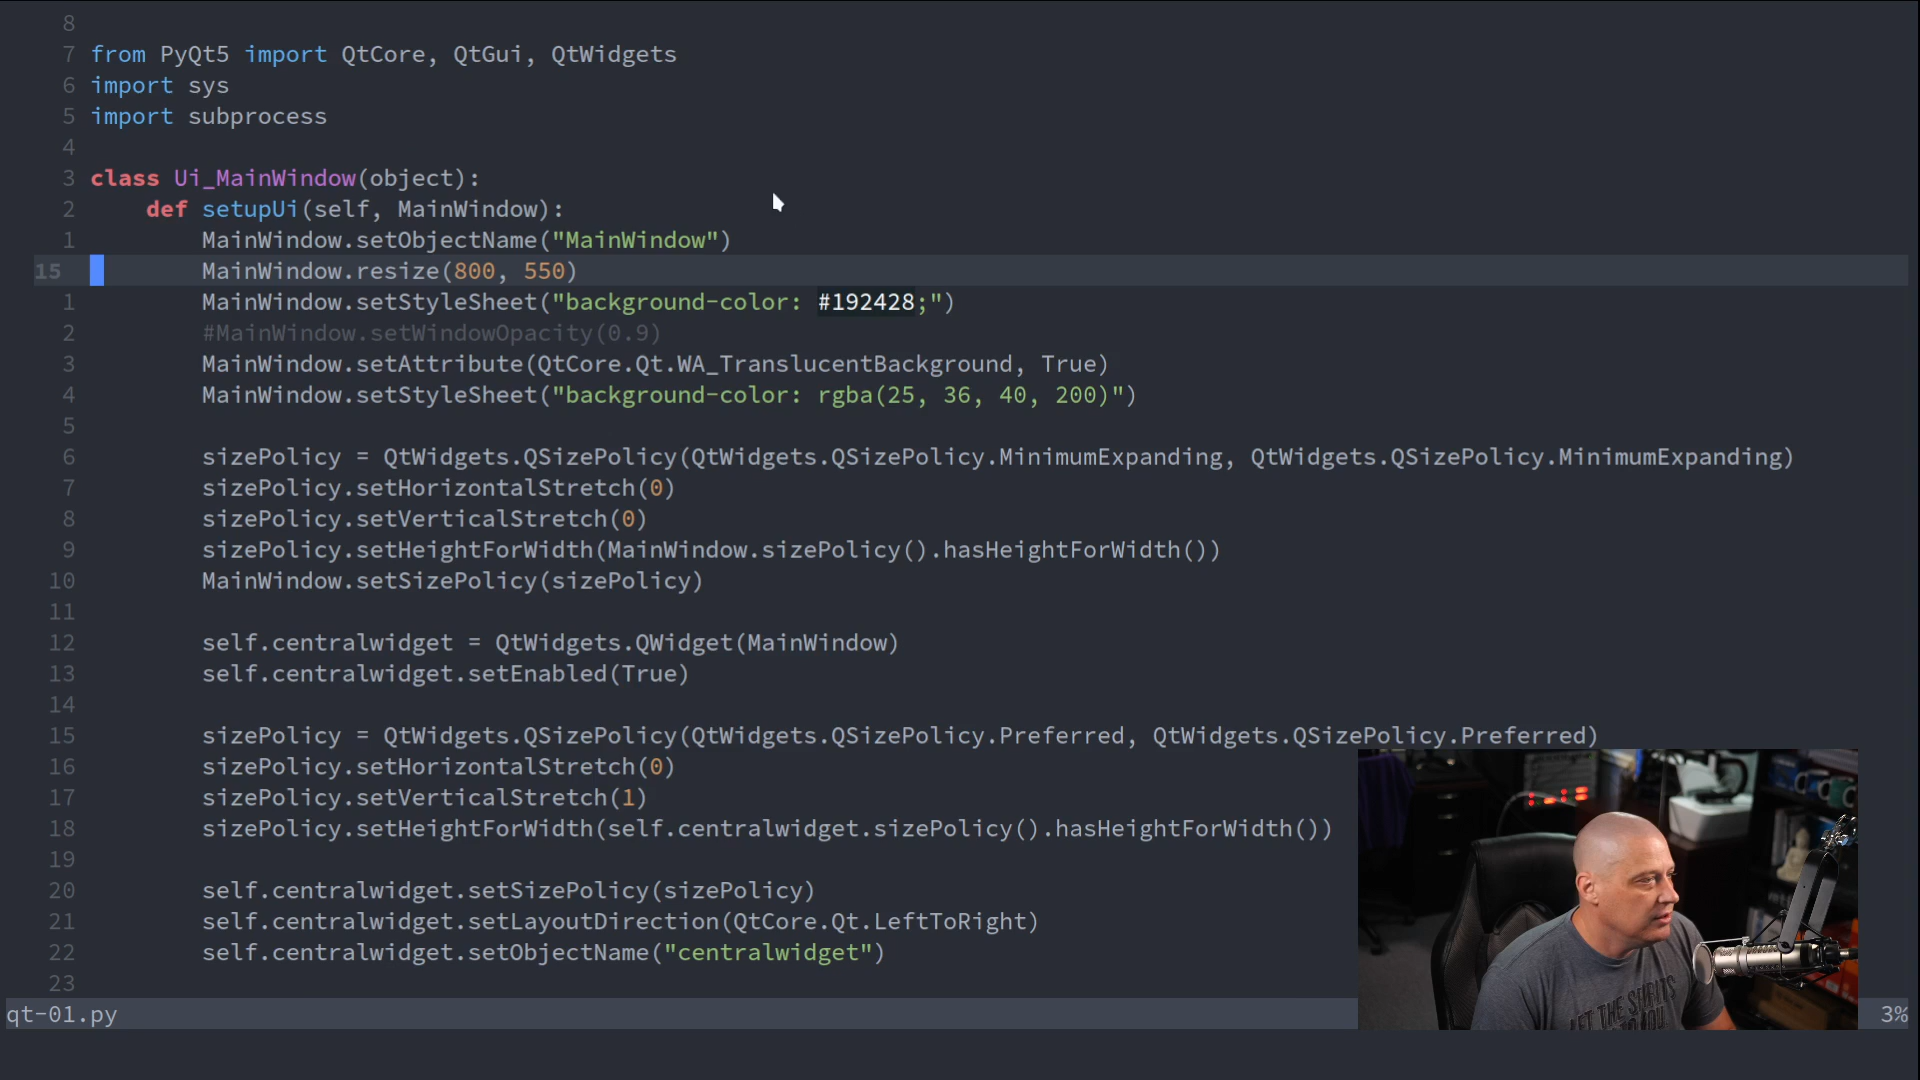 8
7 from PyQt5 import QtCore, QtGui, QtWidgets
6 import sys
5 import subprocess
4
3 class Ui_MainWindow(object):
2     def setupUi(self, MainWindow):
1         MainWindow.setObjectName("MainWindow")
15         MainWindow.resize(800, 550)
1         MainWindow.setStyleSheet("background-color: #192428;")
2         #MainWindow.setWindowOpacity(0.9)
3         MainWindow.setAttribute(QtCore.Qt.WA_TranslucentBackground, True)
4         MainWindow.setStyleSheet("background-color: rgba(25, 36, 40, 200)")
5
6         sizePolicy = QtWidgets.QSizePolicy(QtWidgets.QSizePolicy.MinimumExpanding, QtWidgets.QSizePolicy.MinimumExpanding)
7         sizePolicy.setHorizontalStretch(0)
8         sizePolicy.setVerticalStretch(0)
9         sizePolicy.setHeightForWidth(MainWindow.sizePolicy().hasHeightForWidth())
10         MainWindow.setSizePolicy(sizePolicy)
11
12         self.centralwidget = QtWidgets.QWidget(MainWindow)
13         self.centralwidget.setEnabled(True)
14
15         sizePolicy = QtWidgets.QSizePolicy(QtWidgets.QSizePolicy.Preferred, QtWidgets.QSizePolicy.Preferred)
16         sizePolicy.setHorizontalStretch(0)
17         sizePolicy.setVerticalStretch(1)
18         sizePolicy.setHeightForWidth(self.centralwidget.sizePolicy().hasHeightForWidth())
19
20         self.centralwidget.setSizePolicy(sizePolicy)
21         self.centralwidget.setLayoutDirection(QtCore.Qt.LeftToRight)
22         self.centralwidget.setObjectName("centralwidget")
23
qt-01.py 3%
LET THE SPIRITS